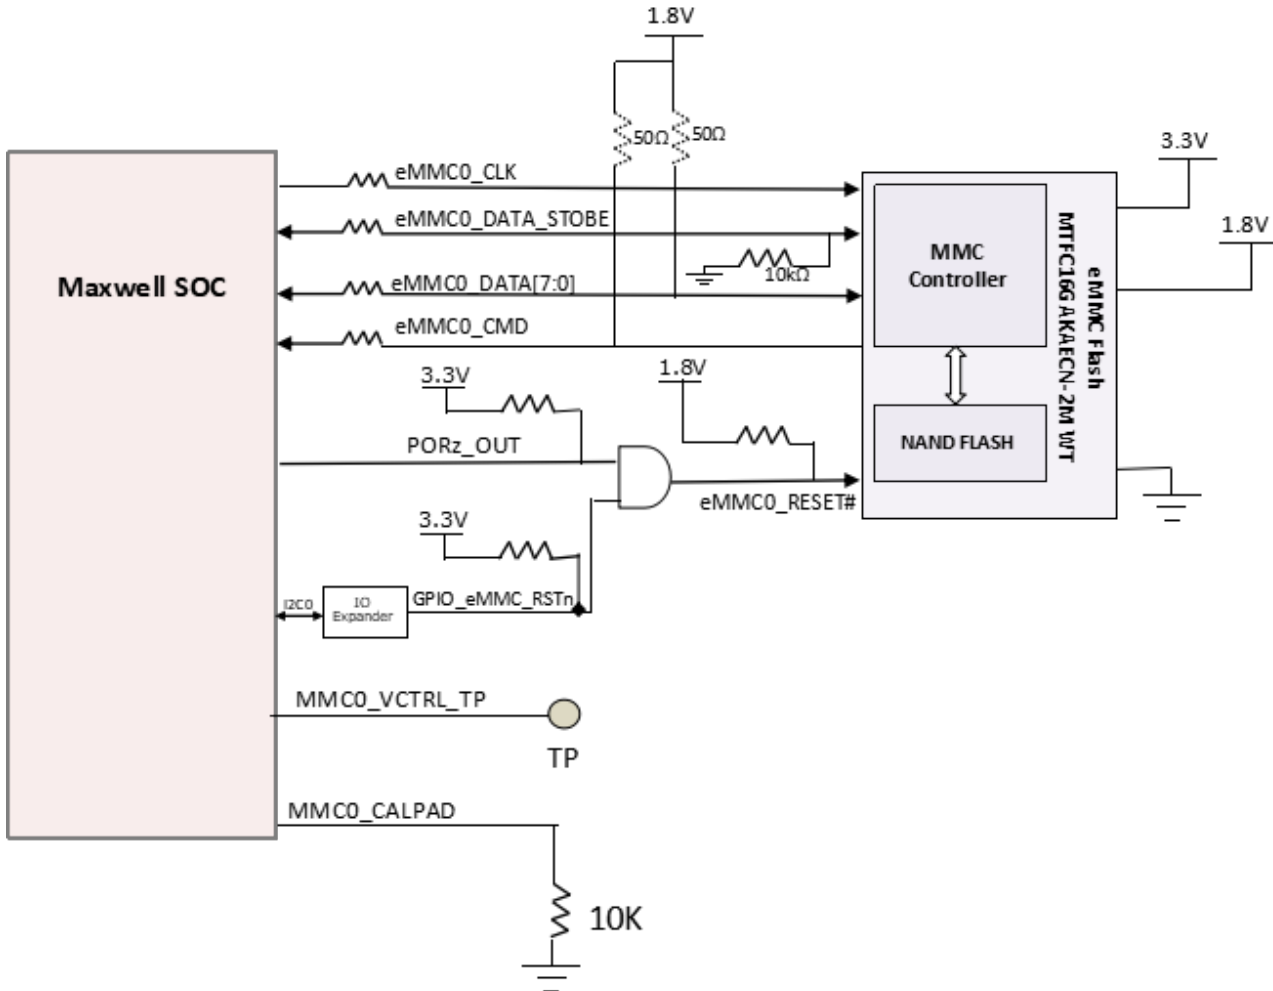 1.8V
50Ω
50Ω
eMMC0_CLK
3.3V
eMMC0_DATA_STOBE
1.8V
Maxwell SOC
MMC
Controller
10kΩ
eMMC0_DATA[7:0]
eMMC0_CMD
eMMC Flash
MTFC16GAKAECN-2M WT
3.3V
1.8V
PORz_OUT
NAND FLASH
eMMC0_RESET#
3.3V
I2C0
IO
Expander
GPIO_eMMC_RSTn
MMC0_VCTRL_TP
TP
MMC0_CALPAD
10K